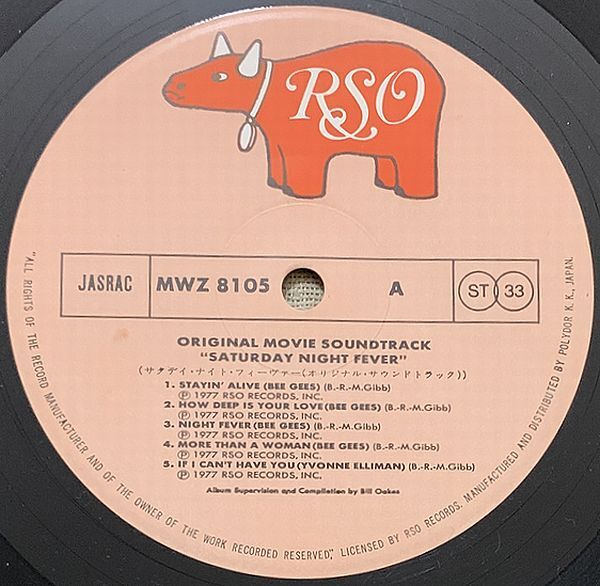 RSO
JASRAC
MWZ 8105
A
ST 33
ORIGINAL MOVIE SOUNDTRACK
"SATURDAY NIGHT FEVER"
(サタデイ・ナイト・フィーヴァー(オリジナル・サウンドトラック))
1. STAYIN' ALIVE (BEE GEES) (B.-R.-M.Gibb)
℗ 1977 RSO RECORDS, INC.
2. HOW DEEP IS YOUR LOVE (BEE GEES) (B.-R.-M.Gibb)
℗ 1977 RSO RECORDS, INC.
3. NIGHT FEVER (BEE GEES) (B.-R.-M.Gibb)
℗ 1977 RSO RECORDS, INC.
4. MORE THAN A WOMAN (BEE GEES) (B.-R.-M.Gibb)
℗ 1977 RSO RECORDS, INC.
5. IF I CAN'T HAVE YOU (YVONNE ELLIMAN) (B.-R.-M.Gibb)
℗ 1977 RSO RECORDS, INC.
Album Supervision and Compilation by Bill Oakes
"ALL RIGHTS OF THE RECORD MANUFACTURER AND OF THE OWNER OF THE WORK RECORDED RESERVED", LICENSED BY RSO RECORDS. MANUFACTURED AND DISTRIBUTED BY POLYDOR K.K., JAPAN.